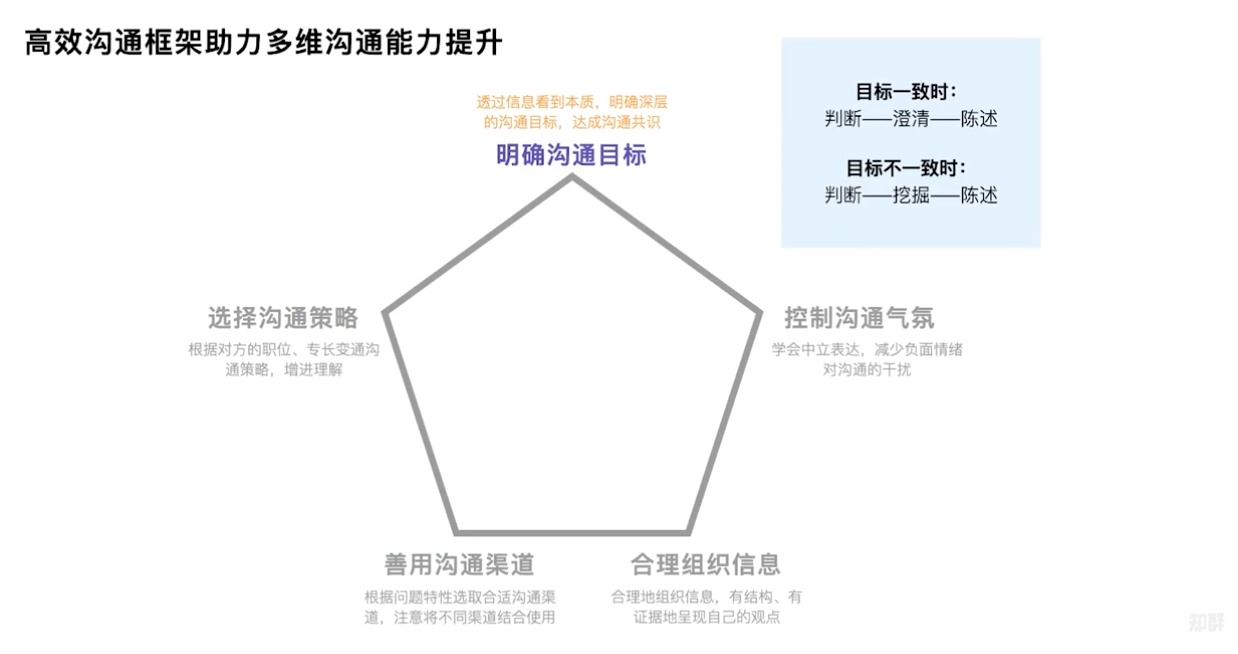 高效沟通框架助力多维沟通能力提升
目标一致时：
判断——澄清——陈述
目标不一致时：
判断——挖掘——陈述
透过信息看到本质，明确深层
的沟通目标，达成沟通共识
明确沟通目标
选择沟通策略
根据对方的职位、专长变通沟
通策略，增进理解
控制沟通气氛
学会中立表达，减少负面情绪
对沟通的干扰
善用沟通渠道
根据问题特性选取合适沟通渠
道，注意将不同渠道结合使用
合理组织信息
合理地组织信息，有结构、有
证据地呈现自己的观点
知群